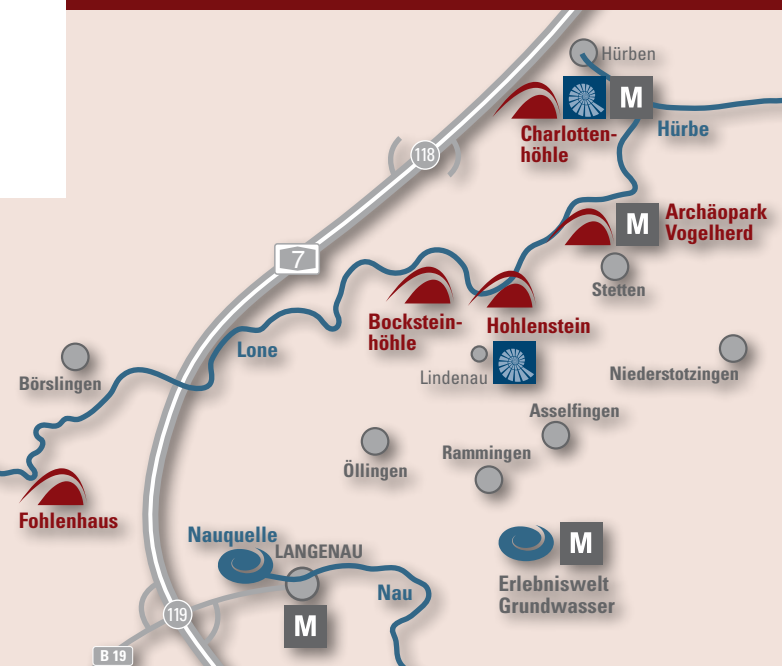 Hürben
M
Hürbe
Charlotten-
höhle
118
M
Archäopark
Vogelherd
7
Stetten
Bockstein-
höhle
Hohlenstein
Lone
Lindenau
Börslingen
Niederstotzingen
Asselfingen
Rammingen
Öllingen
Fohlenhaus
Nauquelle
LANGENAU
Nau
M
Erlebniswelt
Grundwasser
119
M
B 19